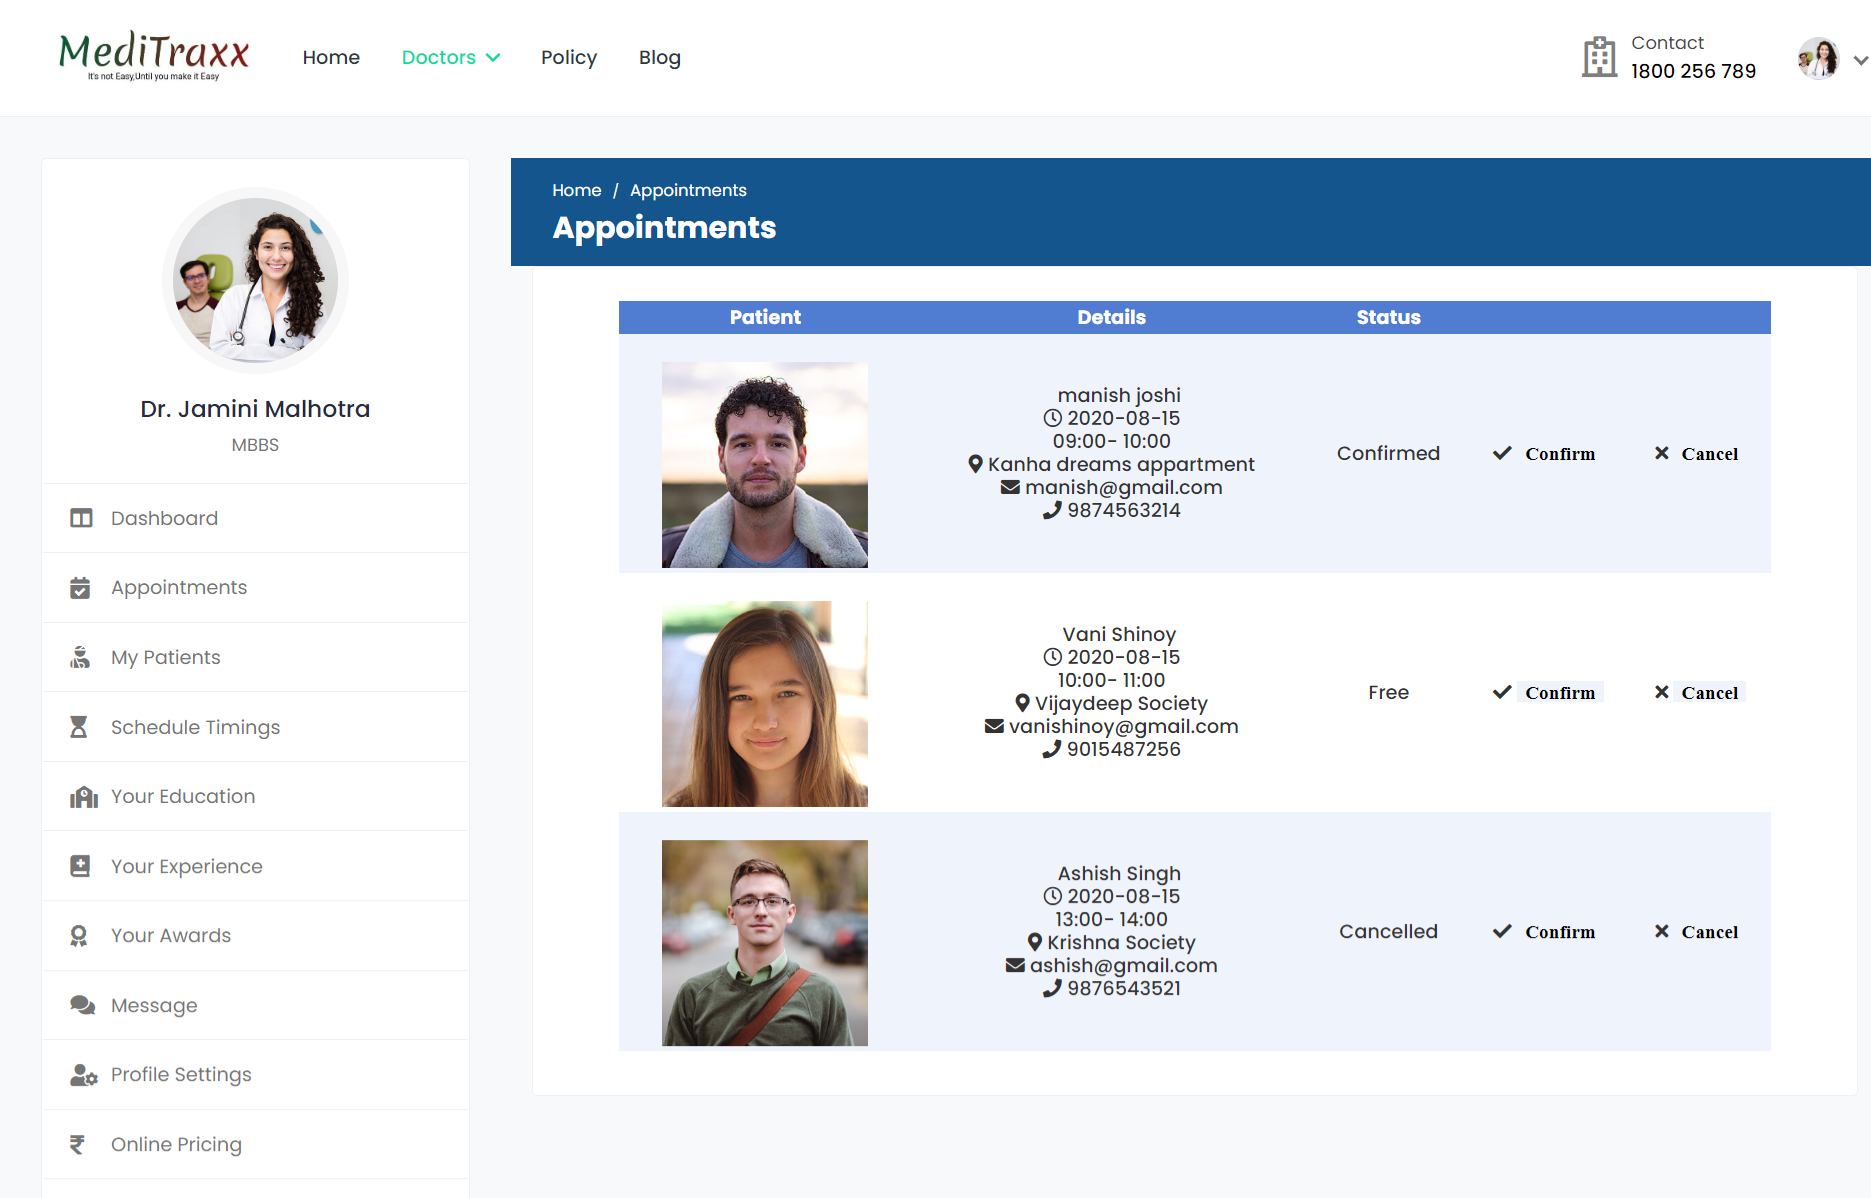 MediTraxx
It's not Easy,Until you make it Easy
Home
Doctors
Policy
Blog
Contact
1800 256 789
Dr. Jamini Malhotra
MBBS
Dashboard
Appointments
My Patients
Schedule Timings
Your Education
Your Experience
Your Awards
Message
Profile Settings
Online Pricing
Home / Appointments
Appointments
Patient Details Status
manish joshi
2020-08-15
09:00- 10:00
Kanha dreams appartment
manish@gmail.com
9874563214
Confirmed Confirm Cancel
Vani Shinoy
2020-08-15
10:00- 11:00
Vijaydeep Society
vanishinoy@gmail.com
9015487256
Free Confirm Cancel
Ashish Singh
2020-08-15
13:00- 14:00
Krishna Society
ashish@gmail.com
9876543521
Cancelled Confirm Cancel